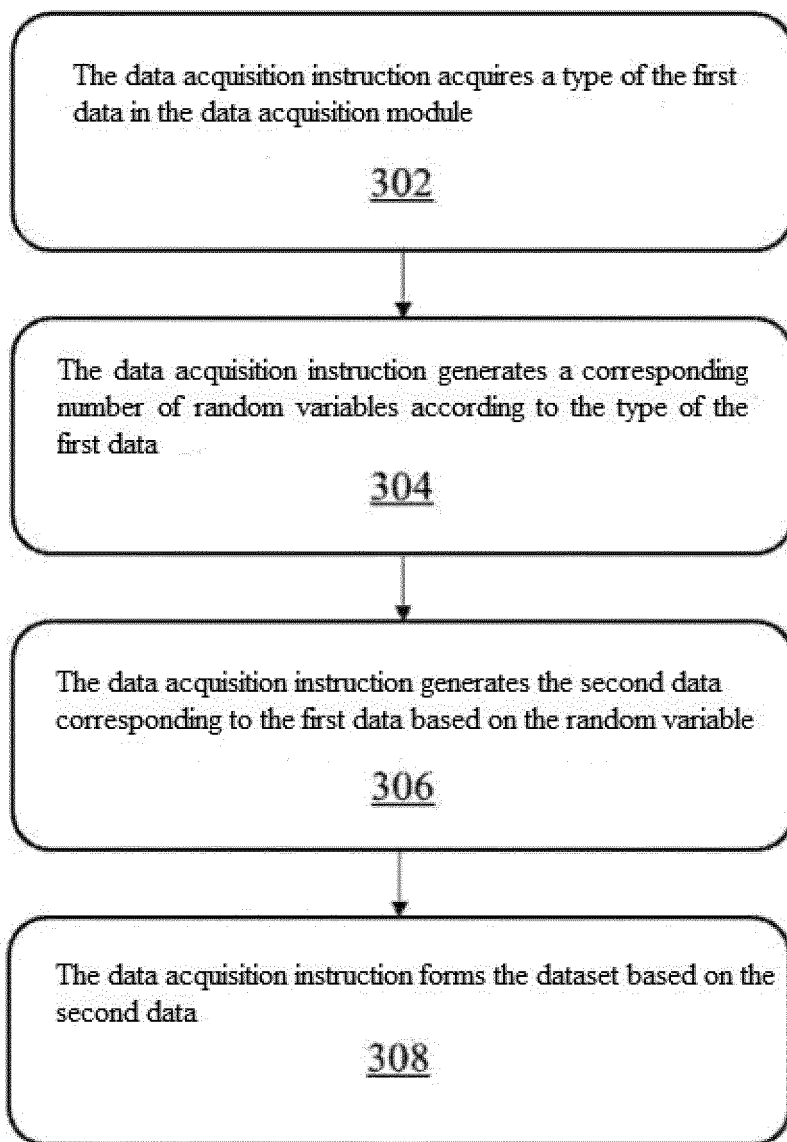 The data acquisition instruction acquires a type of the first
data in the data acquisition module
302
The data acquisition instruction generates a corresponding
number of random variables according to the type of the
first data
304
The data acquisition instruction generates the second data
corresponding to the first data based on the random variable
306
The data acquisition instruction forms the dataset based on the
second data
308